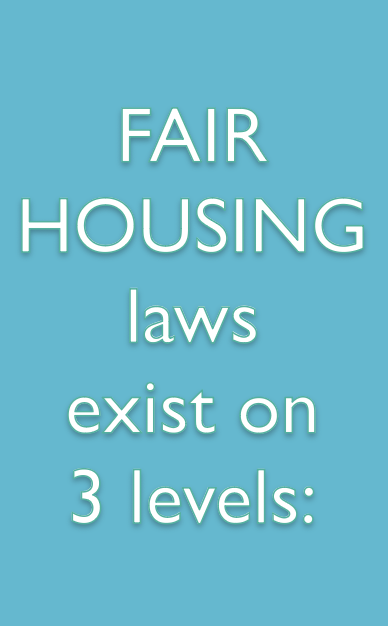 FAIR
HOUSING
laws
exist on
3 levels: